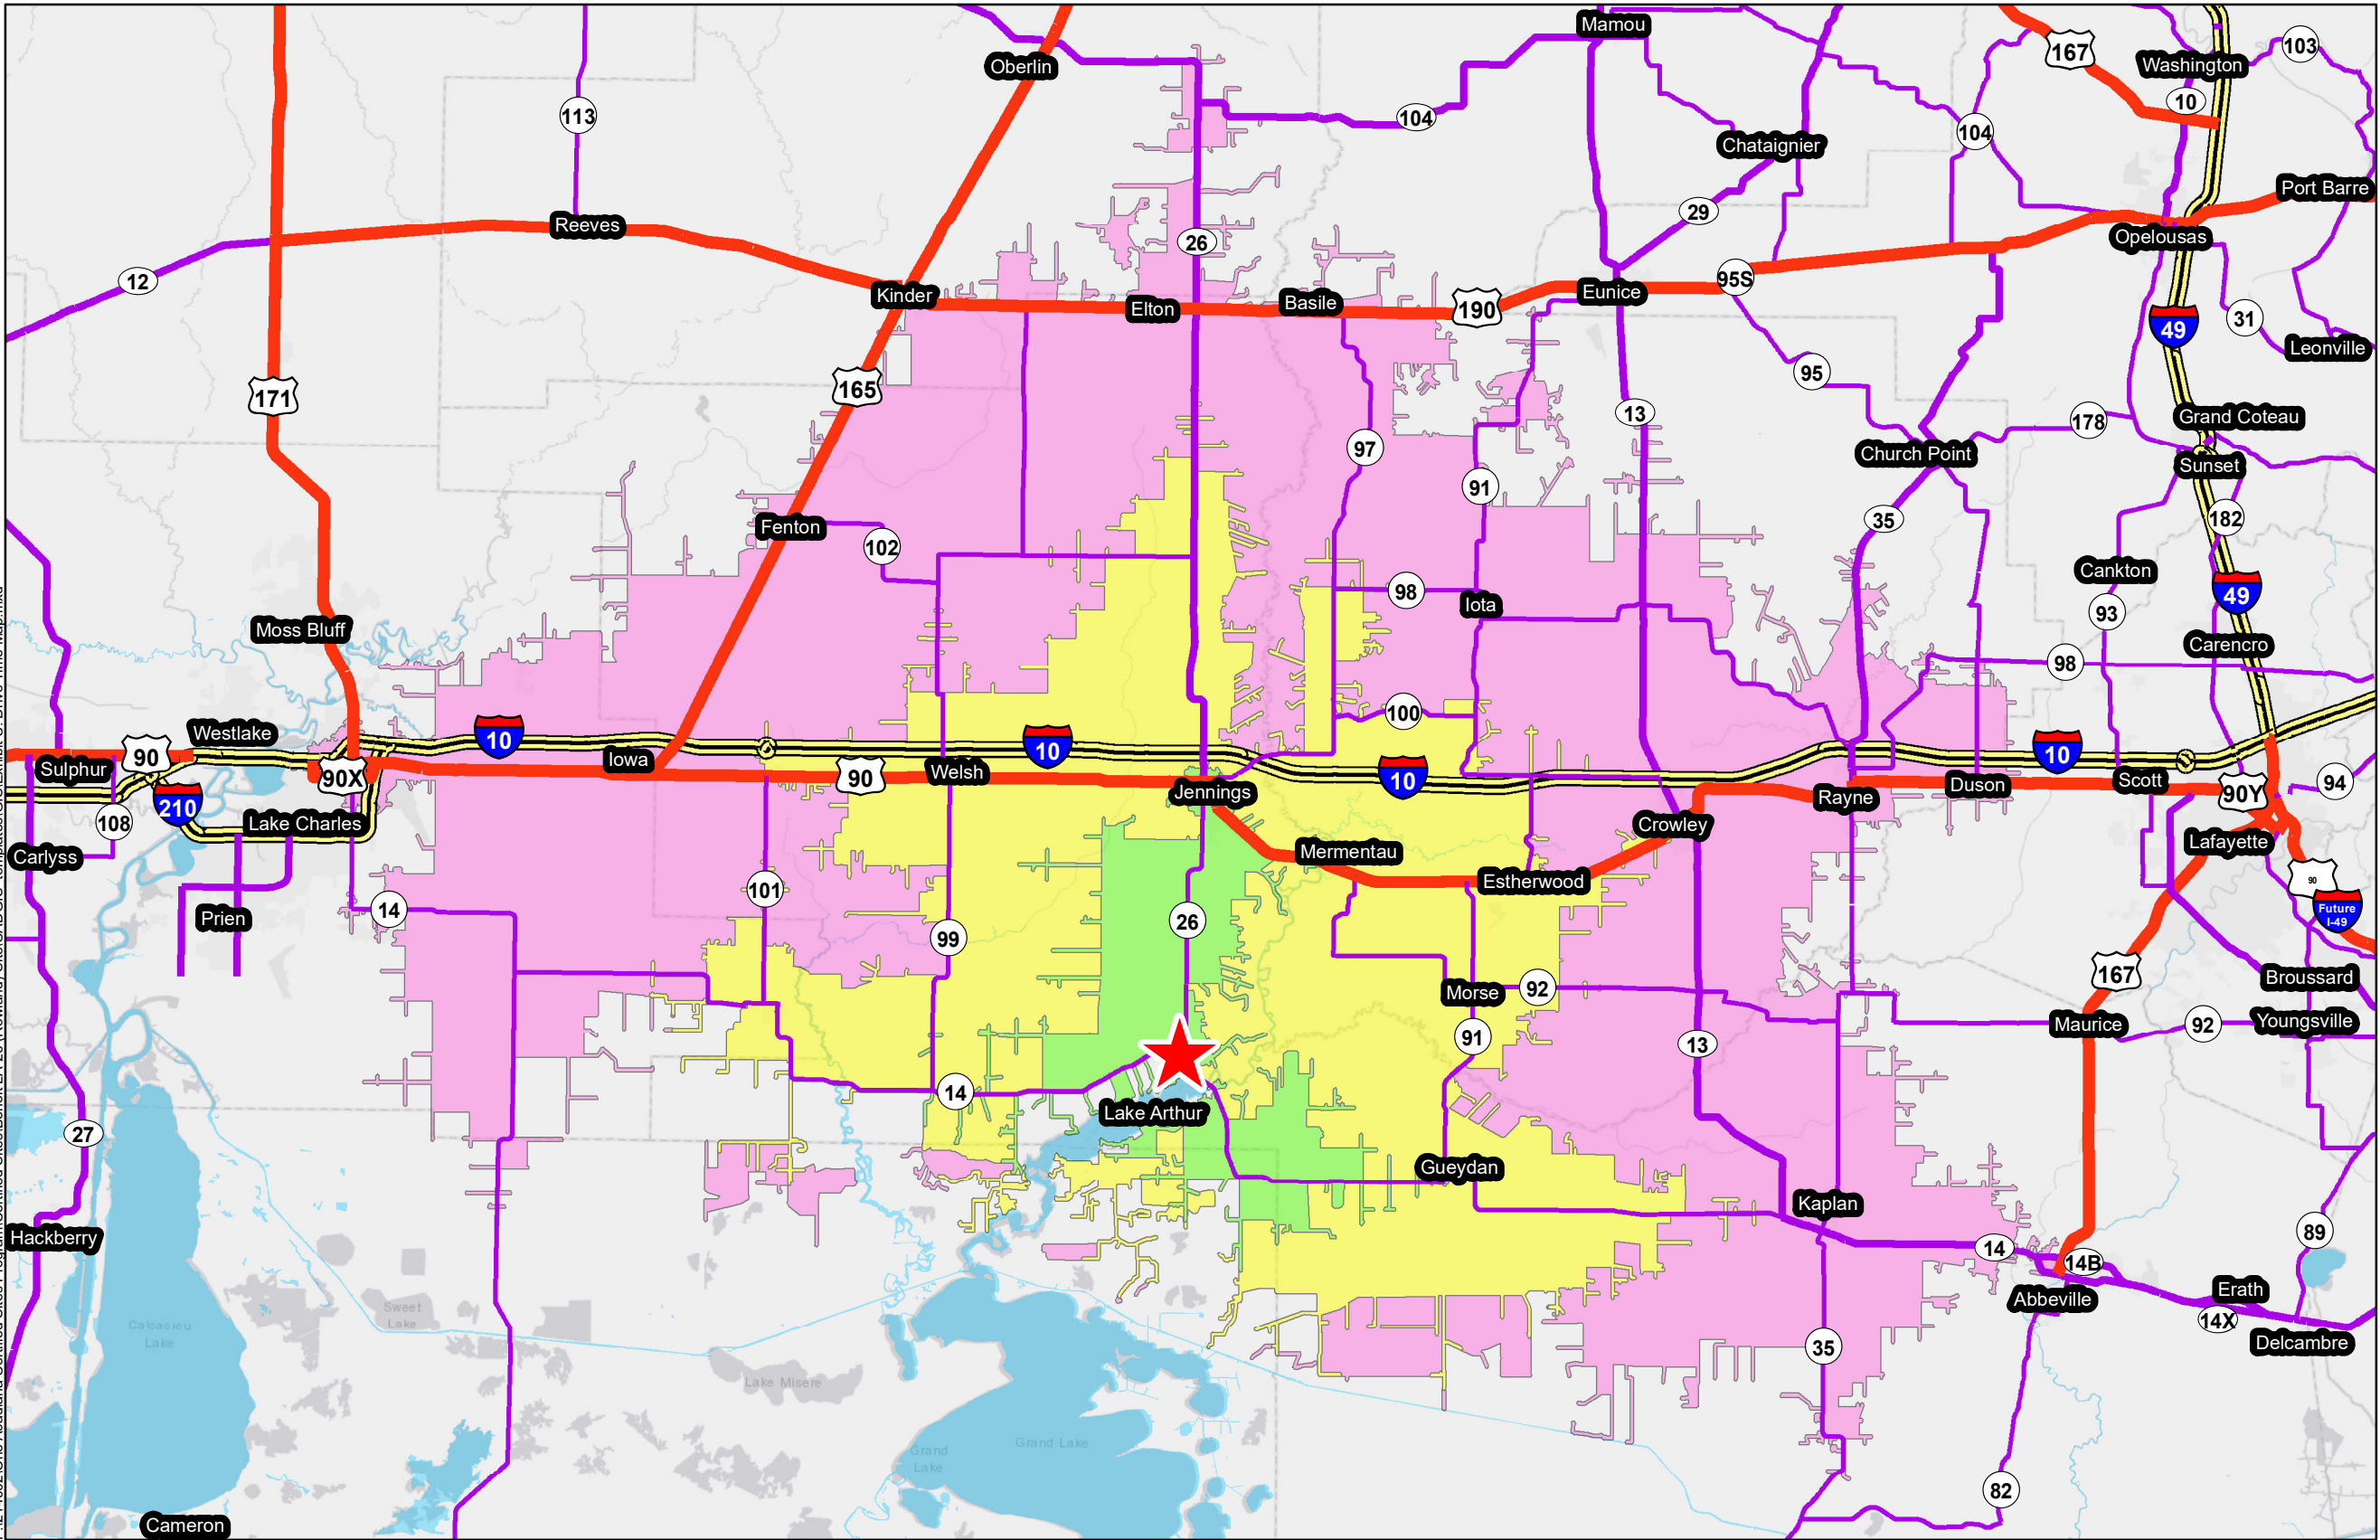 Mamou
Oberlin
167
Washington
103
10
113
104
104
Chataignier
Port Barre
29
Reeves
26
Opelousas
12
Kinder
Elton
Basile
190
Eunice
95S
49
31
Leonville
171
165
95
13
178
Grand Coteau
97
Church Point
Sunset
91
35
182
Fenton
102
Cankton
98
Iota
49
93
Moss Bluff
Carencro
98
100
Westlake
10
10
10
10
90
Sulphur
90X
Iowa
90
Welsh
Jennings
Rayne
Duson
Scott
90Y
94
210
108
Lake Charles
Crowley
Lafayette
Carlyss
Mermentau
Estherwood
90
101
14
Prien
26
99
Future
I-49
167
Broussard
Morse
92
Maurice
92
Youngsville
91
13
14
Lake Arthur
27
Gueydan
Kaplan
Hackberry
89
14
14B
Erath
Abbeville
14X
Delcambre
Sweet
Lake
Calcasieu
Lake
35
Lake Misere
Grand
Lake
Grand Lake
82
Cameron